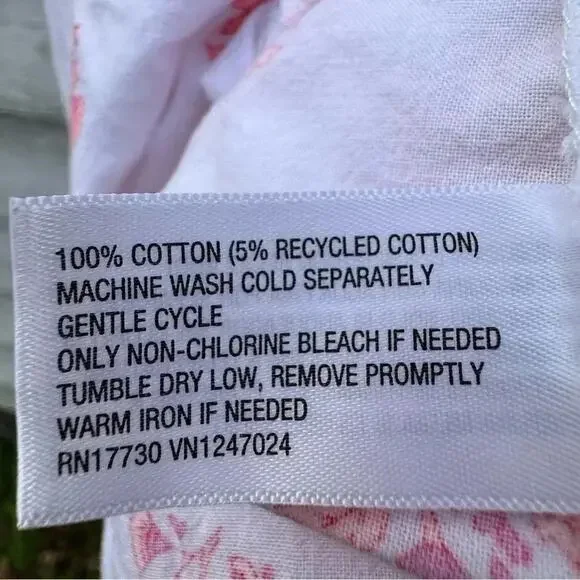 100% COTTON (5% RECYCLED COTTON)
MACHINE WASH COLD SEPARATELY
GENTLE CYCLE
ONLY NON-CHLORINE BLEACH IF NEEDED
TUMBLE DRY LOW, REMOVE PROMPTLY
WARM IRON IF NEEDED
RN17730 VN1247024